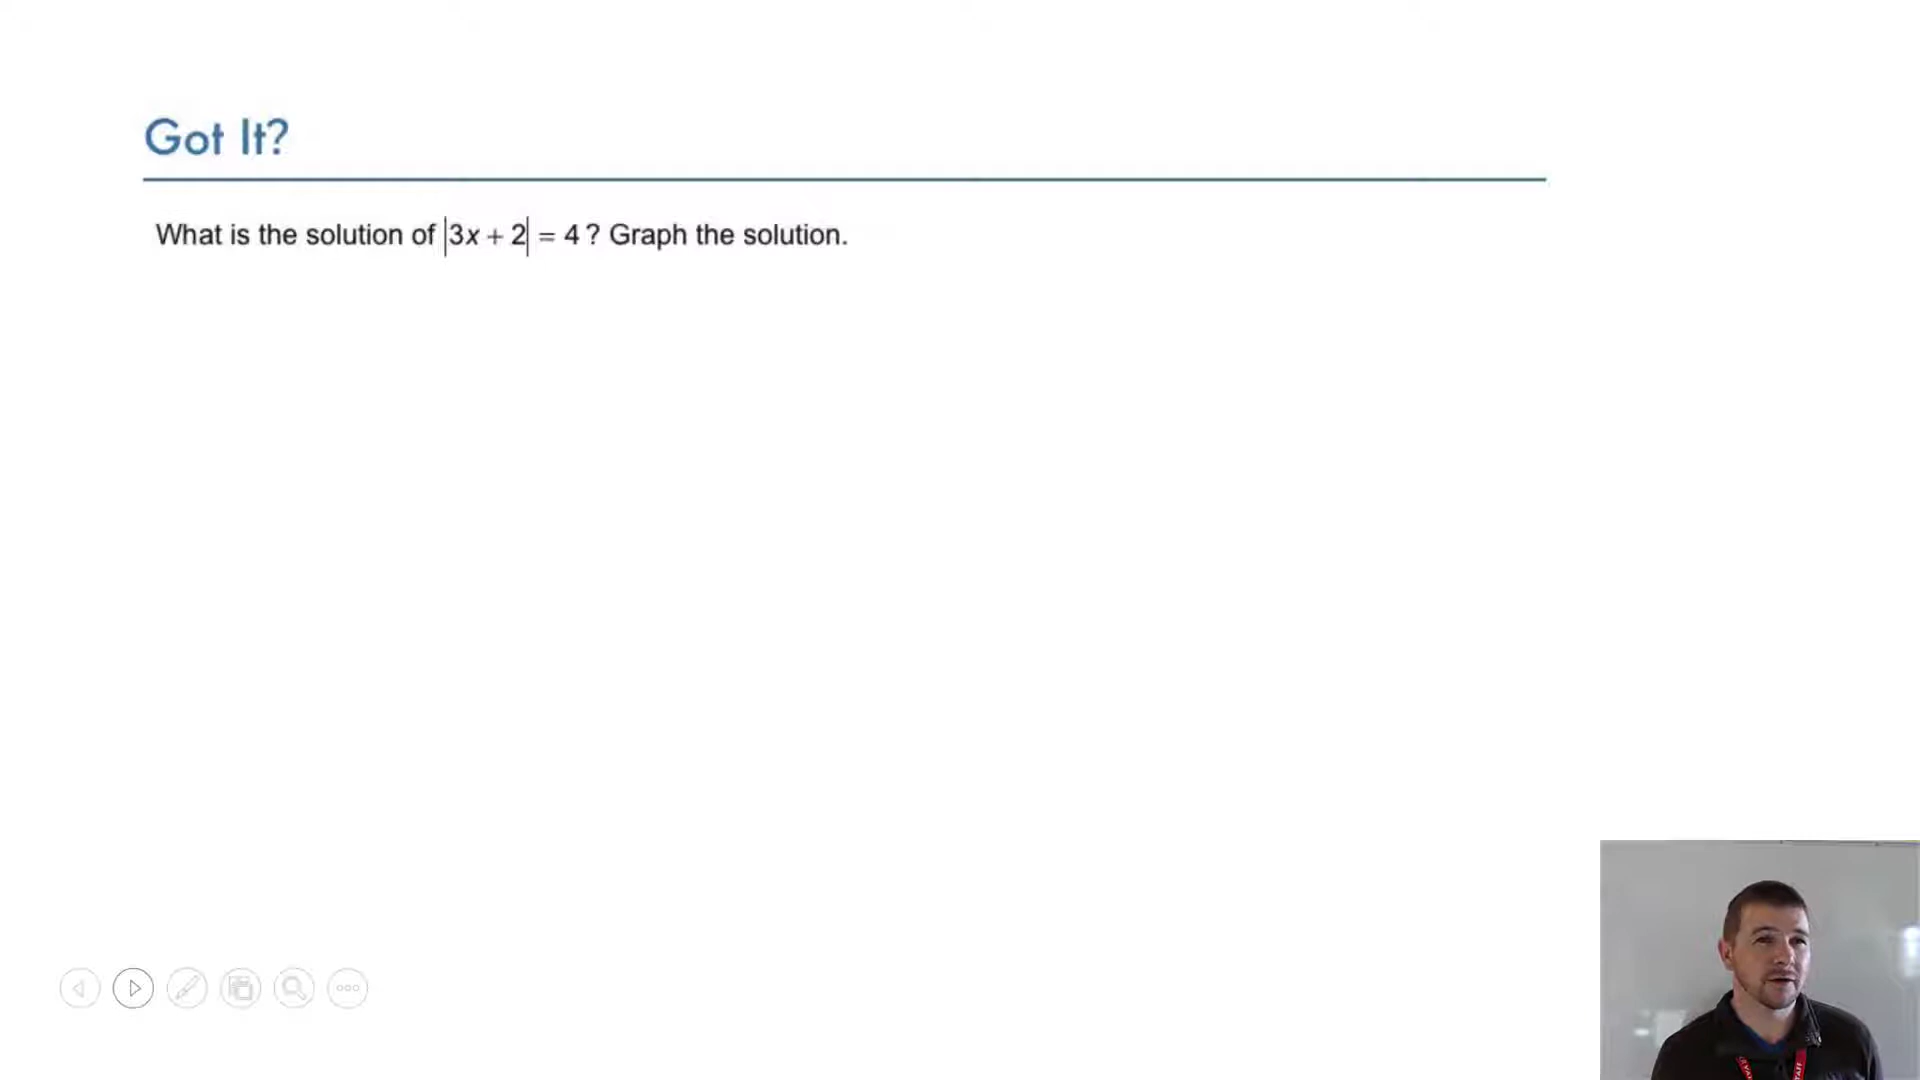 Got It?
What is the solution of |3x + 2| = 4? Graph the solution.